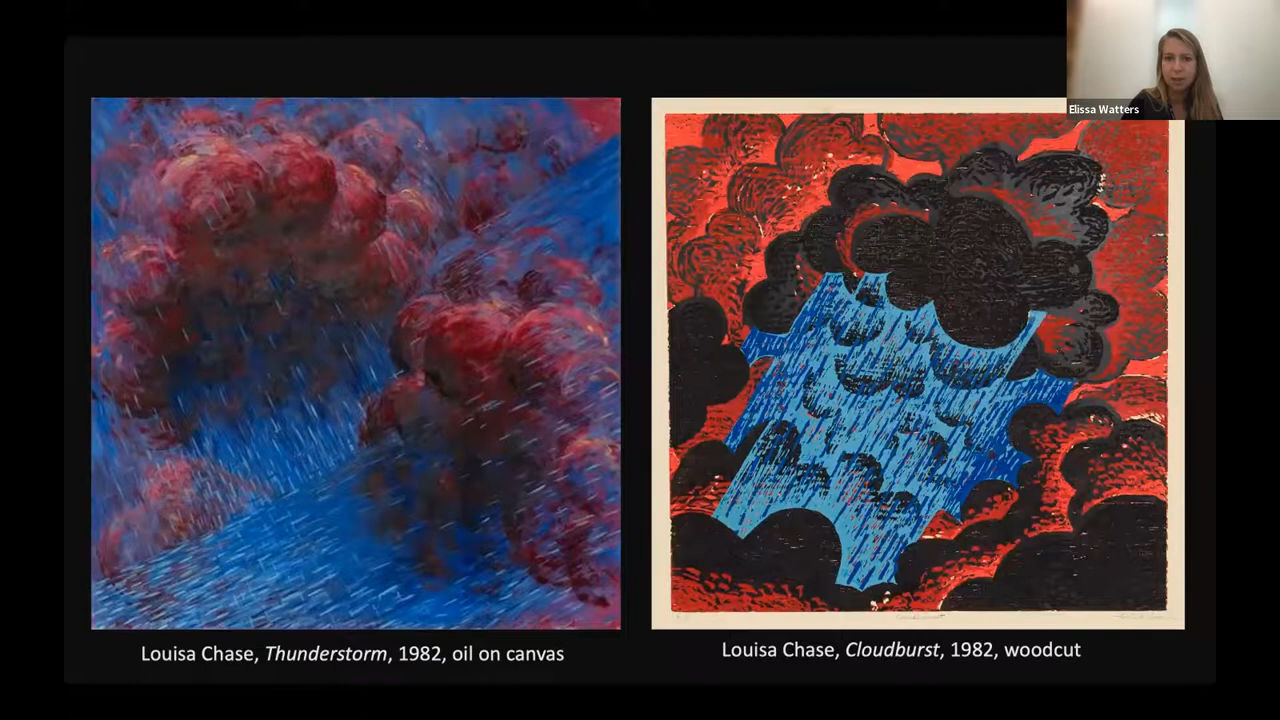 Elissa Watters
Louisa Chase, Thunderstorm, 1982, oil on canvas
Louisa Chase, Cloudburst, 1982, woodcut